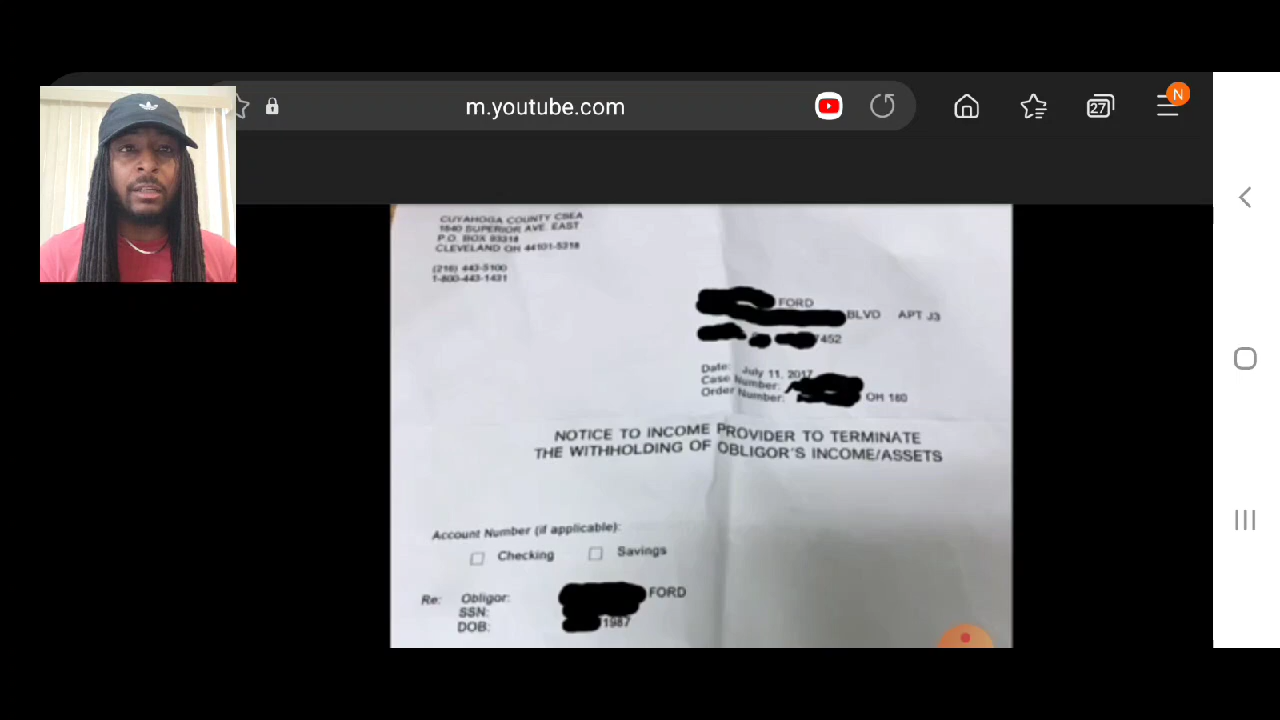 m.youtube.com
27
N
CUYAHOGA COUNTY CSEA
1640 SUPERIOR AVE. EAST
P.O. BOX 93318
CLEVELAND OH 44101-5318
(216) 443-5100
1-800-443-1431
FORD
BLVD APT J3
7452
Date: July 11, 2017
Case Number:
Order Number: OH 180
NOTICE TO INCOME PROVIDER TO TERMINATE
THE WITHHOLDING OF OBLIGOR'S INCOME/ASSETS
Account Number (if applicable):
Checking Savings
Re: Obligor: FORD
SSN:
DOB: 1987